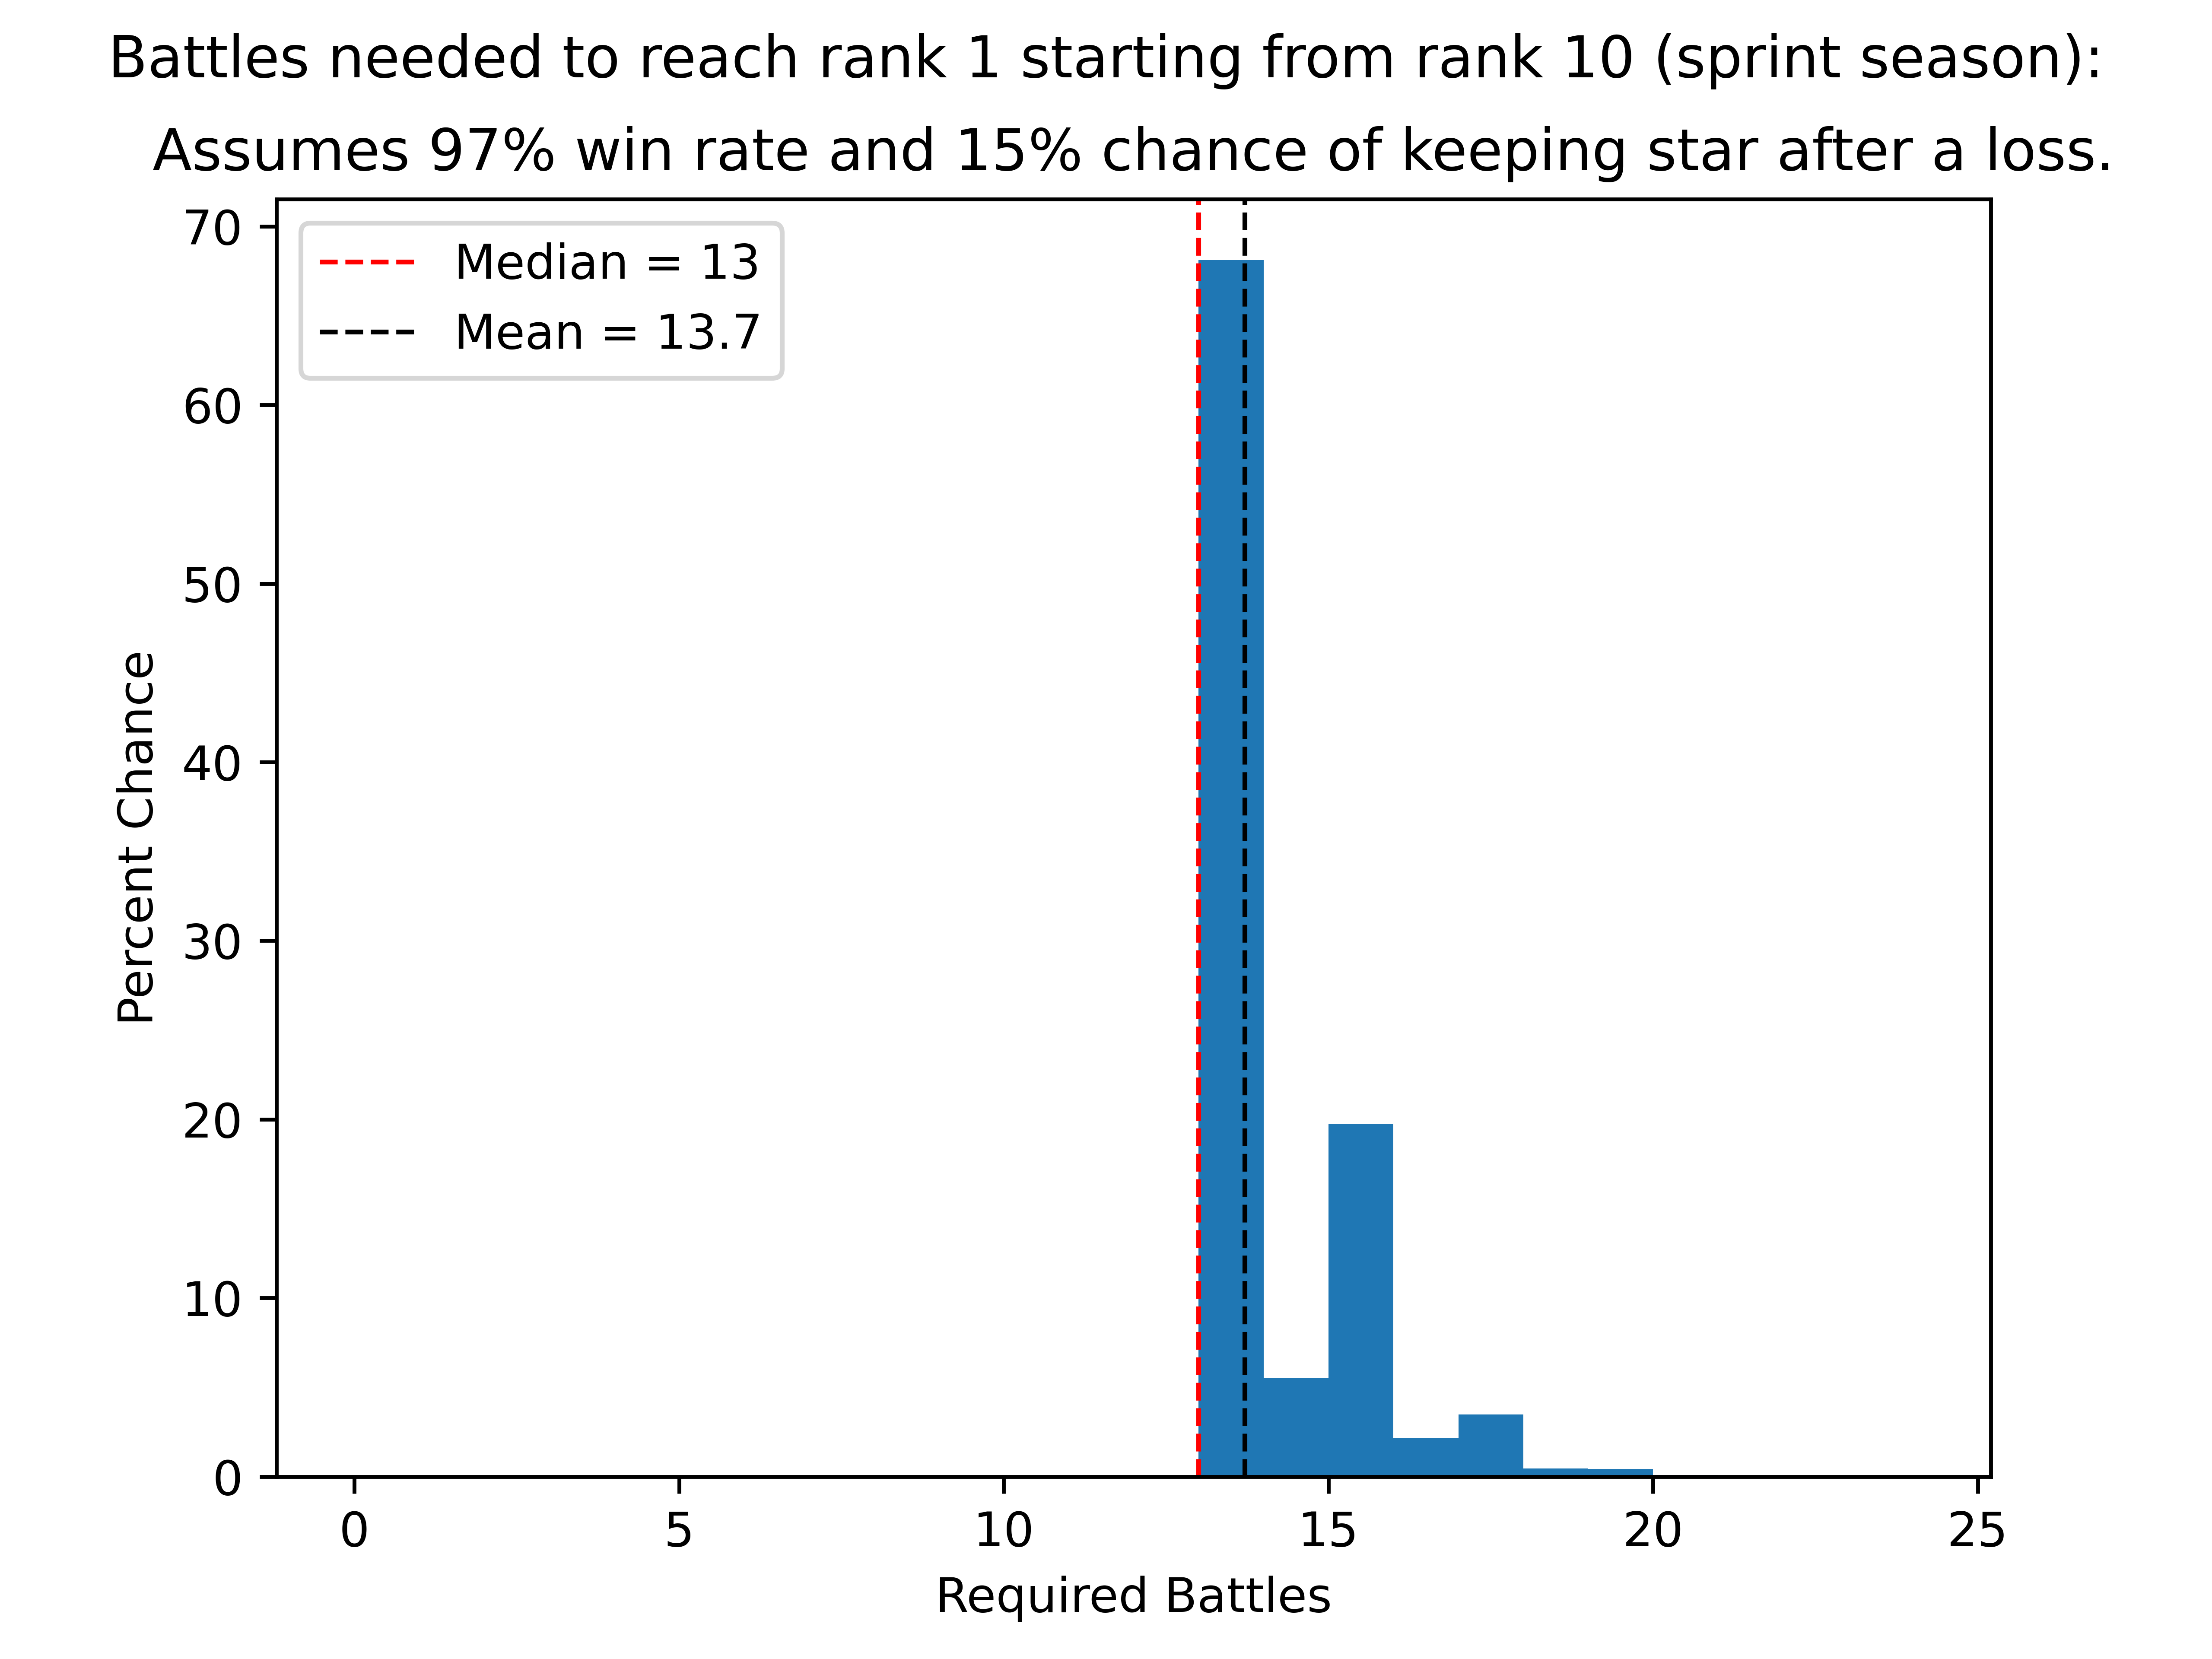 Battles needed to reach rank 1 starting from rank 10 (sprint season):
Assumes 97% win rate and 15% chance of keeping star after a loss.
Median = 13
Mean = 13.7
70
60
50
40
30
20
10
0
Percent Chance
0 5 10 15 20 25
Required Battles